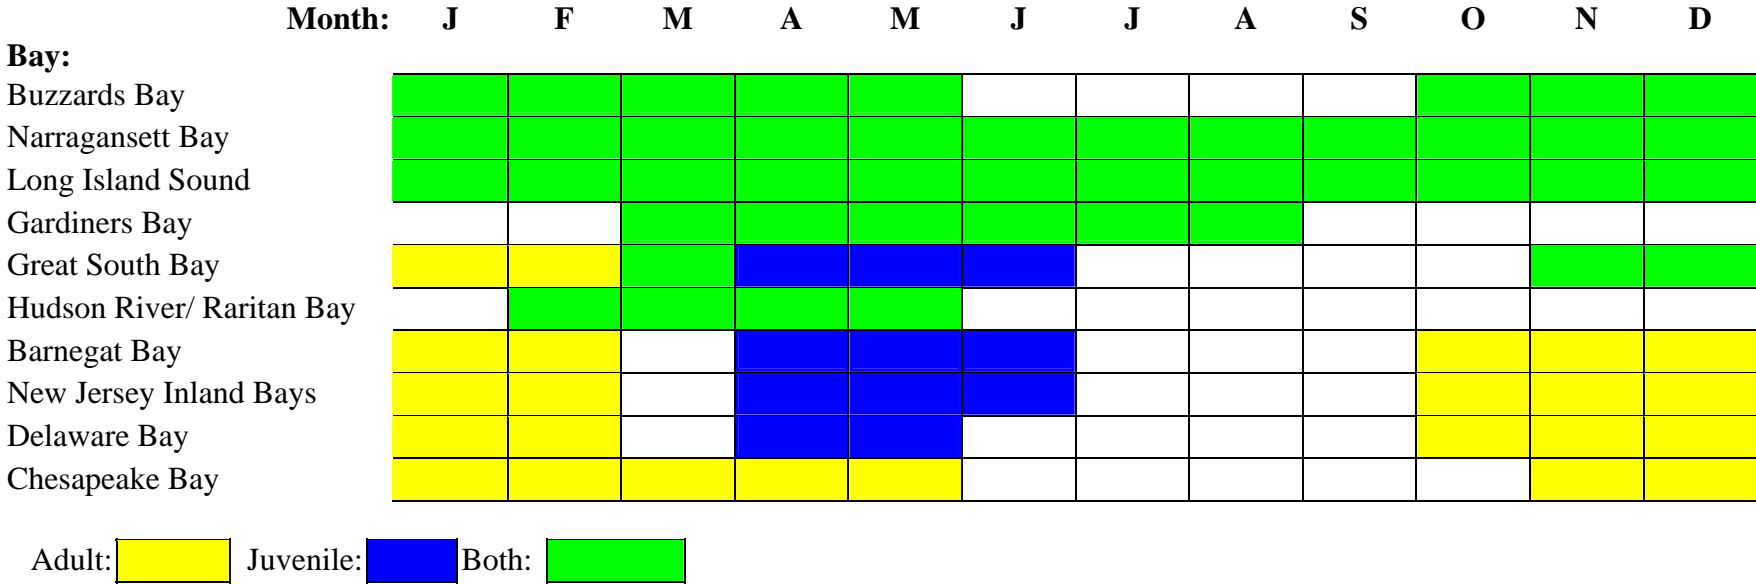 Month: J F M A M J J A S O N D
Bay:
Buzzards Bay
Narragansett Bay
Long Island Sound
Gardiners Bay
Great South Bay
Hudson River/ Raritan Bay
Barnegat Bay
New Jersey Inland Bays
Delaware Bay
Chesapeake Bay
Adult: Juvenile: Both: